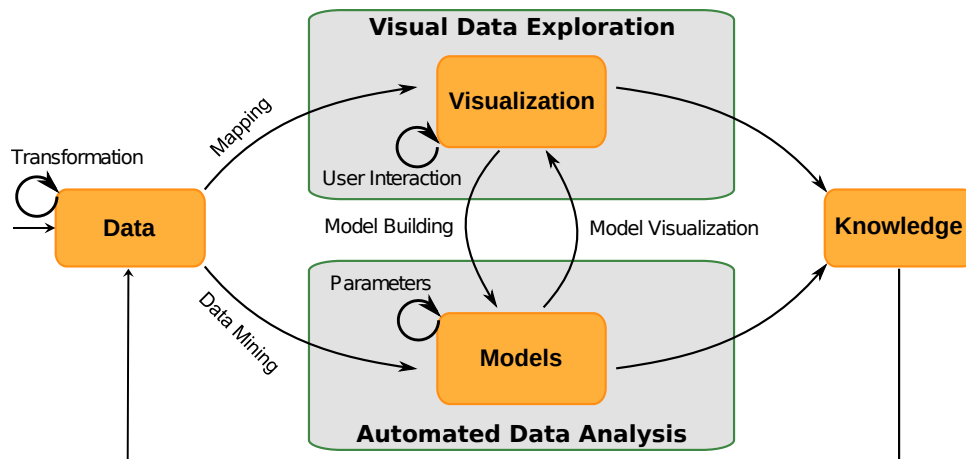 Visual Data Exploration
Visualization
Mapping
Transformation
User Interaction
Data
Model Building
Model Visualization
Knowledge
Parameters
Data Mining
Models
Automated Data Analysis